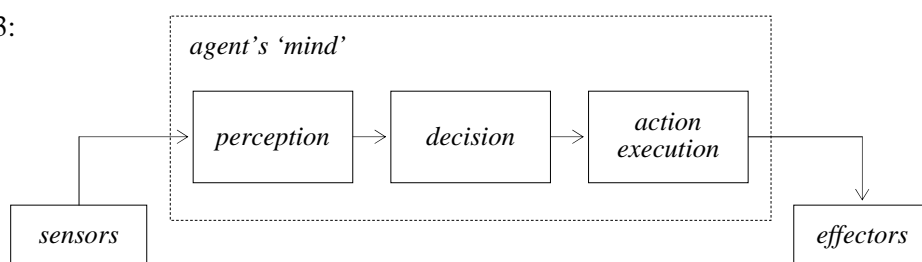 3:
agent's ‘mind’
perception
decision
action
execution
sensors
effectors